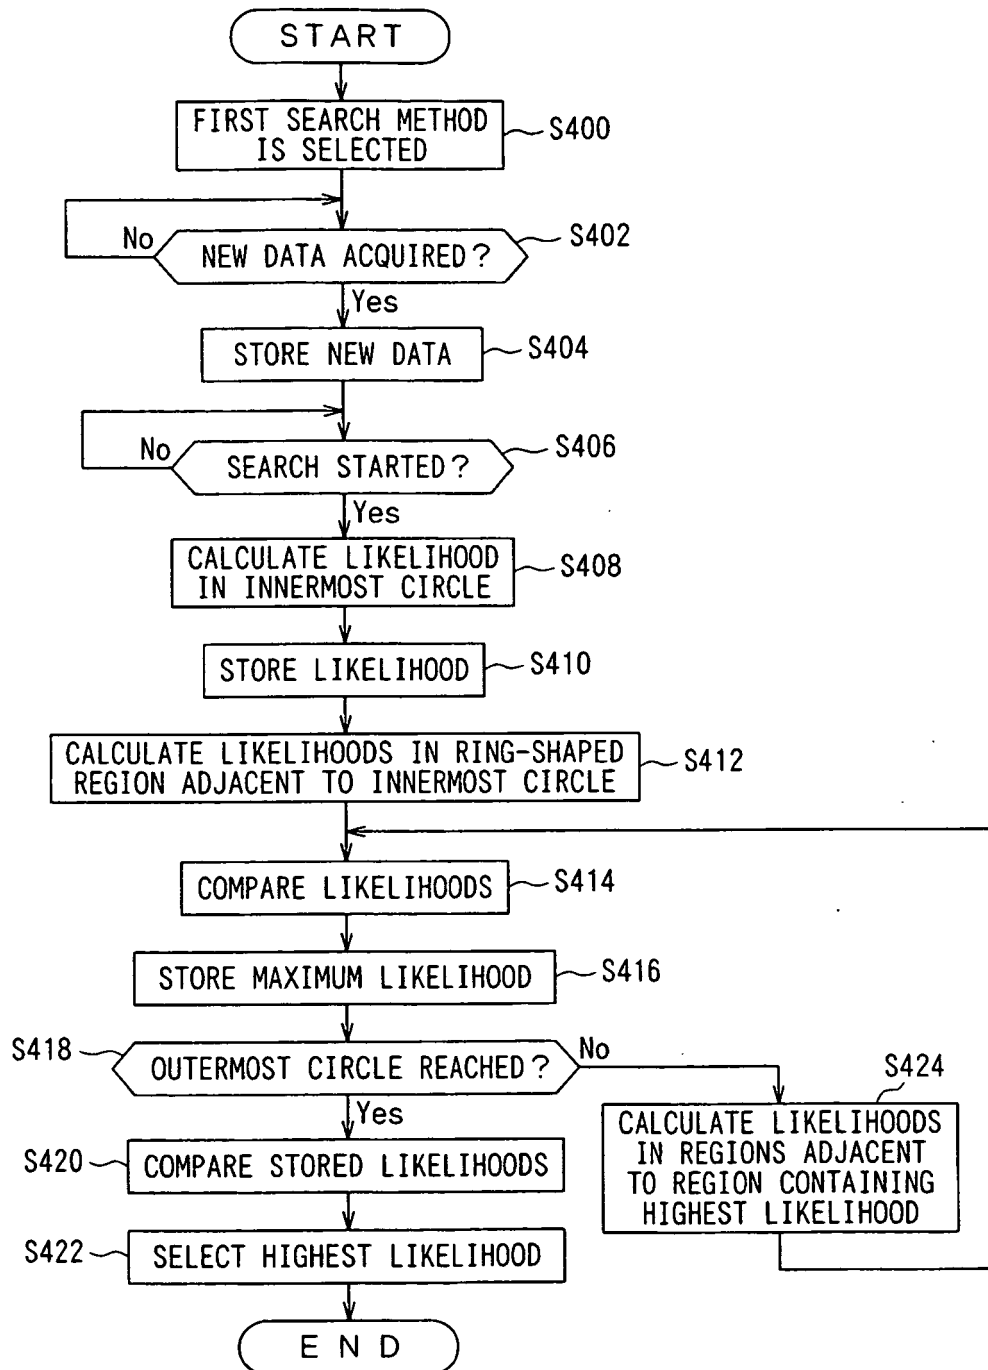 START
FIRST SEARCH METHOD
IS SELECTED
S400
No
NEW DATA ACQUIRED?
S402
Yes
STORE NEW DATA
S404
No
SEARCH STARTED?
S406
Yes
CALCULATE LIKELIHOOD
IN INNERMOST CIRCLE
S408
STORE LIKELIHOOD
S410
CALCULATE LIKELIHOODS IN RING-SHAPED
REGION ADJACENT TO INNERMOST CIRCLE
S412
COMPARE LIKELIHOODS
S414
STORE MAXIMUM LIKELIHOOD
S416
S418
OUTERMOST CIRCLE REACHED?
No
Yes
S424
CALCULATE LIKELIHOODS
IN REGIONS ADJACENT
TO REGION CONTAINING
HIGHEST LIKELIHOOD
S420
COMPARE STORED LIKELIHOODS
S422
SELECT HIGHEST LIKELIHOOD
END